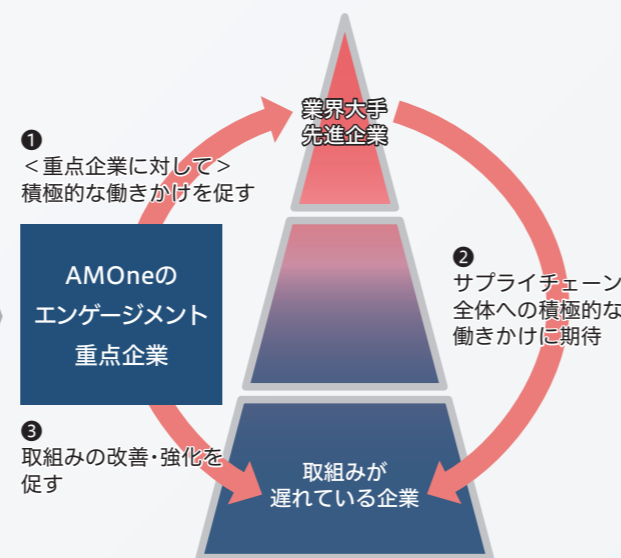 業界大手
先進企業
❶
＜重点企業に対して＞
積極的な働きかけを促す
AMOneの
エンゲージメント
重点企業
❷
サプライチェーン
全体への積極的な
働きかけに期待
❸
取組みの改善・強化を
促す
取組みが
遅れている企業